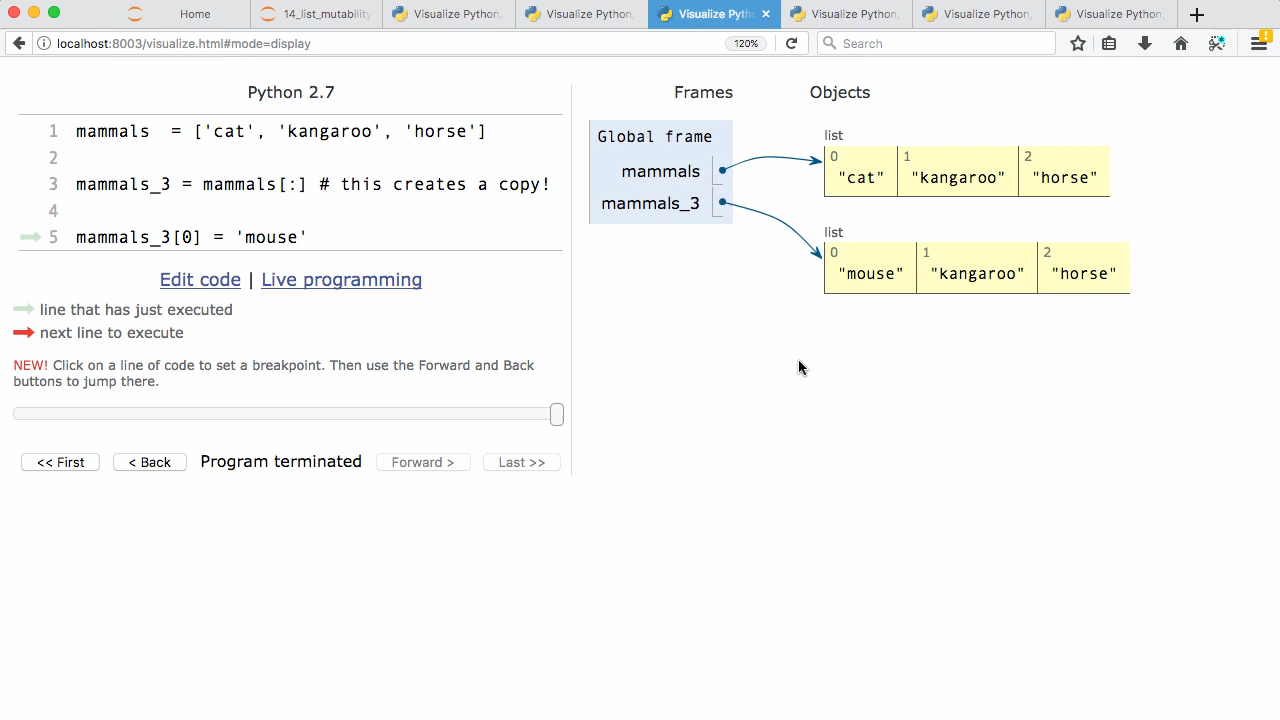 Home
14_list_mutability
Visualize Python,
Visualize Python,
Visualize Pyth
Visualize Python,
Visualize Python,
Visualize Python,
localhost:8003/visualize.html#mode=display
120%
Search
Python 2.7
1 mammals  = ['cat', 'kangaroo', 'horse']
2
3 mammals_3 = mammals[:] # this creates a copy!
4
5 mammals_3[0] = 'mouse'
Edit code | Live programming
line that has just executed
next line to execute
NEW! Click on a line of code to set a breakpoint. Then use the Forward and Back
buttons to jump there.
<< First
< Back
Program terminated
Forward >
Last >>
Frames
Objects
Global frame
mammals
mammals_3
list
0 1 2
"cat" "kangaroo" "horse"
list
0 1 2
"mouse" "kangaroo" "horse"